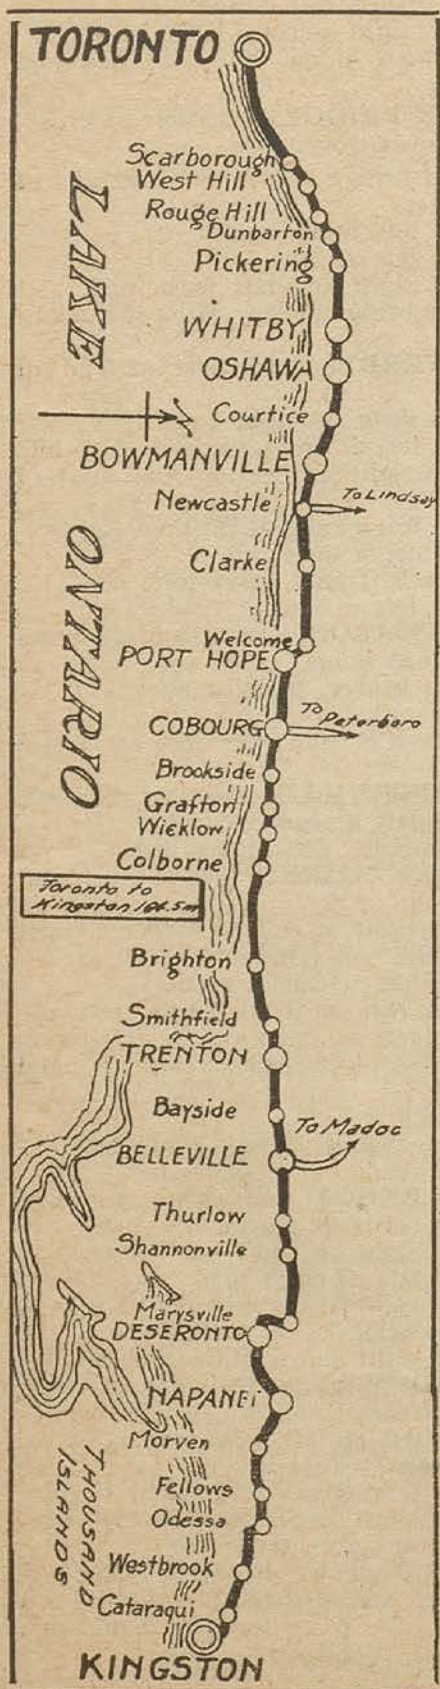 TORONTO
Scarborough
West Hill
Rouge Hill
Dunbarton
Pickering
LAKE
WHITBY
OSHAWA
Courtice
BOWMANVILLE
Newcastle
To Lindsay
Clarke
ONTARIO
Welcome
PORT HOPE
COBOURG
To
Peterboro
Brookside
Grafton
Wicklow
Colborne
Toronto to
Kingston 164.5m
Brighton
Smithfield
TRENTON
Bayside
To Madoc
BELLEVILLE
Thurlow
Shannonville
Marysville
DESERONTO
NAPANEE
Morven
THOUSAND
ISLANDS
Fellows
Odessa
Westbrook
Cataraqui
KINGSTON